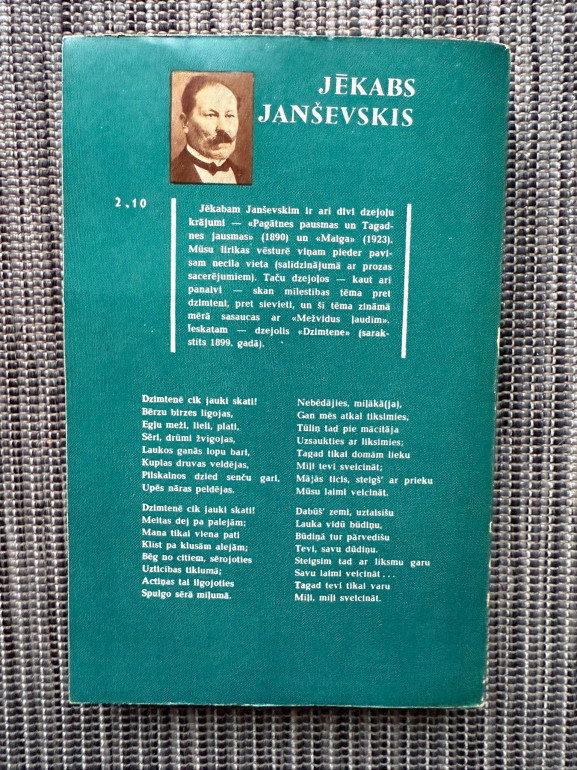 JĒKABS
JANŠEVSKIS
2,10
Jēkabam Janševskim ir arī divi dzejoļu
krājumi — «Pagātnes pausmas un Tagad-
nes jausmas» (1890) un «Maiga» (1923).
Mūsu lirikas vēsturē viņam pieder pavi-
sam necila vieta (salīdzinājumā ar prozas
sacerējumiem). Taču dzejoļos — kaut arī
panaivi — skan mīlestības tēma pret
dzimteni, pret sievieti, un šī tēma zināmā
mērā sasaucas ar «Mežvidus ļaudīm».
Ieskatam — dzejolis «Dzimtene» (sarak-
stīts 1899. gadā).
Dzimtenē cik jauki skati!
Bērzu birzes līgojas,
Egļu meži, lieli, plati,
Sēri, drūmi žvīgojas,
Laukos ganās lopu bari,
Kuplas druvas veldējas,
Pilskalnos dzied senču gari,
Upēs nāras peldējas.
Dzimtenē cik jauki skati!
Meitas dej pa palejām;
Mana tikai viena pati
Klīst pa klusām alejām;
Bēg no citiem, sērojoties
Uzticības tīklumā;
Actiņas tai ilgojoties
Spulgo sērā mīlumā.
Nebēdājies, mīļākā(ja),
Gan mēs atkal tiksimies,
Tūliņ tad pie mācītāja
Uzsaukties ar liksimies;
Tagad tikai domām lieku
Mīļi tevi sveicināt;
Mājās ticis, steigš' ar prieku
Mūsu laimi veicināt.
Dabūš' zemi, uztaisīšu
Lauka vidū būdiņu,
Būdiņā tur pārvedīšu
Tevi, savu dūdiņu.
Steigsim tad ar līksmu garu
Savu laimi veicināt...
Tagad tevi tikai varu
Mīļi, mīļi sveicināt.